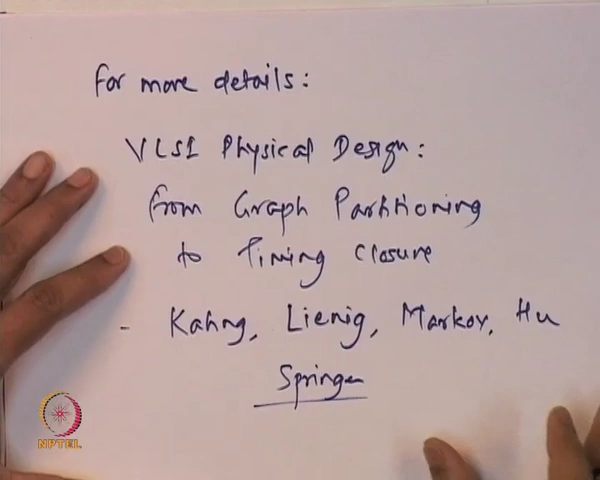 For more details:
VLSI Physical Design:
From Graph Partitioning
to Timing Closure
- Kahng, Lienig, Markov, Hu
Springer
NPTEL